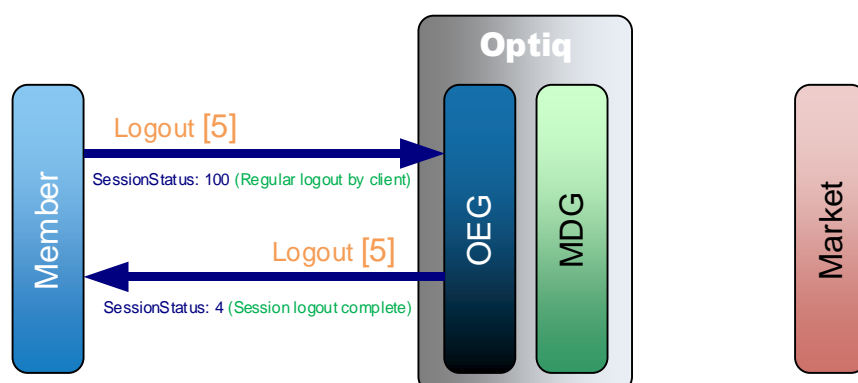 Optiq
Logout [5]
SessionStatus: 100 (Regular logout by client)
Logout [5]
SessionStatus: 4 (Session logout complete)
Member
OEG
MDG
Market